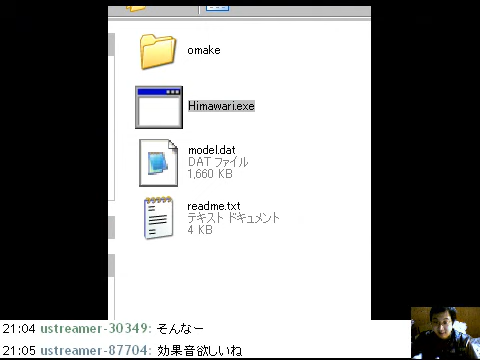 omake
Himawari.exe
model.dat
DAT ファイル
1,660 KB
readme.txt
テキスト ドキュメント
4 KB
21:04 ustreamer-30349: そんなー
21:05 ustreamer-87704: 効果音欲しいね